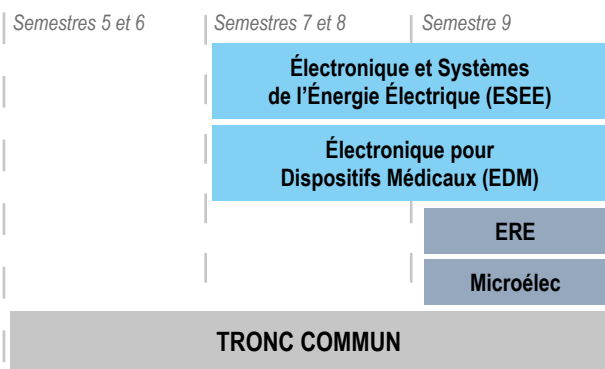 Semestres 5 et 6
Semestres 7 et 8
Semestre 9
Électronique et Systèmes
de l'Énergie Électrique (ESEE)
Électronique pour
Dispositifs Médicaux (EDM)
ERE
Microélec
TRONC COMMUN